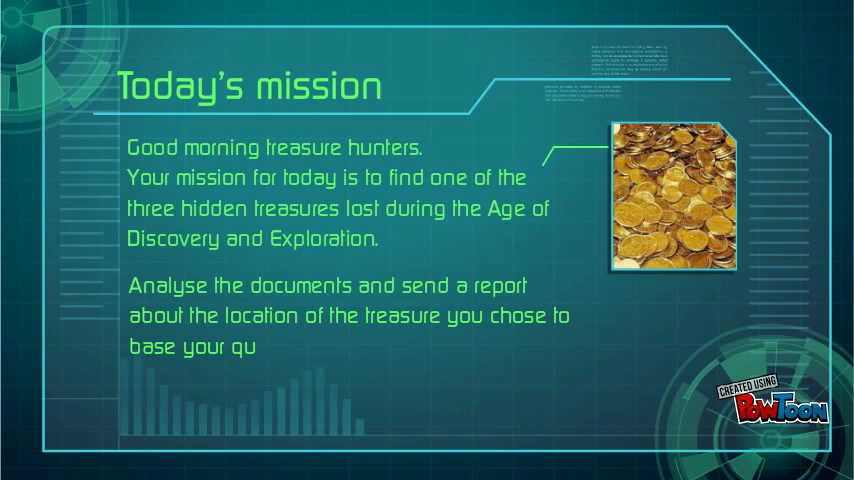 Today's mission
Good morning treasure hunters.
Your mission for today is to find one of the
three hidden treasures lost during the Age of
Discovery and Exploration.
Analyse the documents and send a report
about the location of the treasure you chose to
base your qu
CREATED USING
POWTOON